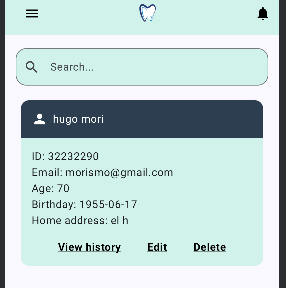 Search...
hugo mori
ID: 32232290
Email: morismo@gmail.com
Age: 70
Birthday: 1955-06-17
Home address: el h
View history Edit Delete